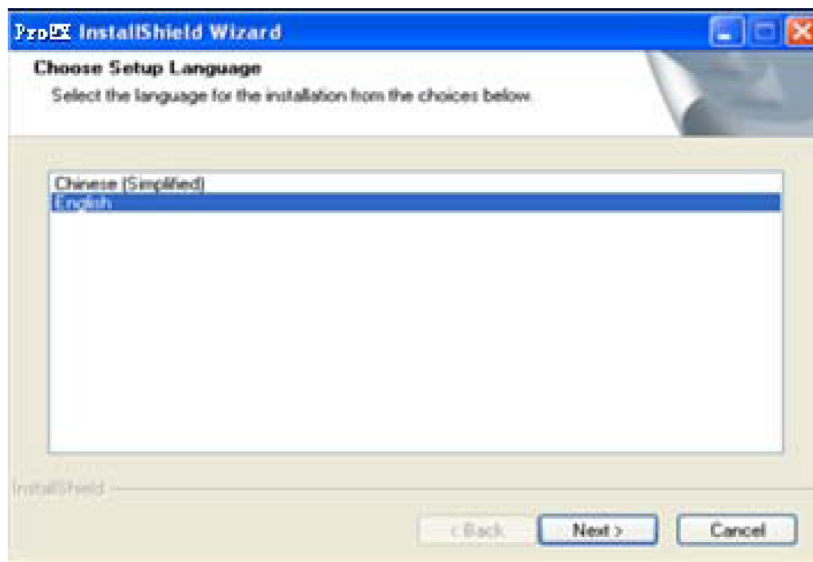 ProEX InstallShield Wizard
Choose Setup Language
Select the language for the installation from the choices below.
Chinese (Simplified)
English
InstallShield
< Back
Next >
Cancel